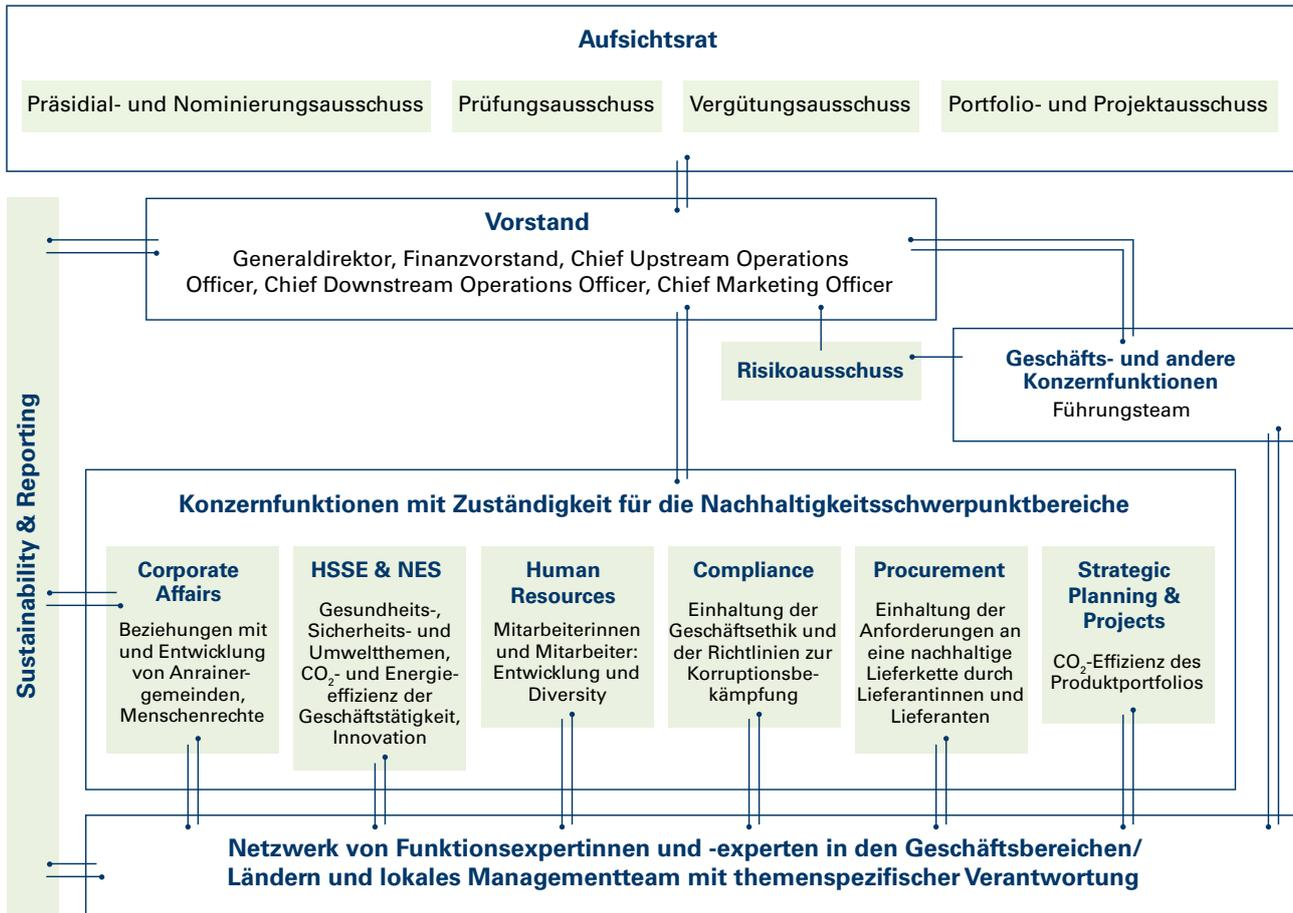 Aufsichtsrat
Präsidial- und Nominierungsausschuss
Prüfungsausschuss
Vergütungsausschuss
Portfolio- und Projektausschuss
Sustainability & Reporting
Vorstand
Generaldirektor, Finanzvorstand, Chief Upstream Operations
Officer, Chief Downstream Operations Officer, Chief Marketing Officer
Risikoausschuss
Geschäfts- und andere
Konzernfunktionen
Führungsteam
Konzernfunktionen mit Zuständigkeit für die Nachhaltigkeitsschwerpunktbereiche
Corporate
Affairs
Beziehungen mit
und Entwicklung
von Anrainer-
gemeinden,
Menschenrechte
HSSE & NES
Gesundheits-,
Sicherheits- und
Umweltthemen,
CO₂- und Energie-
effizienz der
Geschäftstätigkeit,
Innovation
Human
Resources
Mitarbeiterinnen
und Mitarbeiter:
Entwicklung und
Diversity
Compliance
Einhaltung der
Geschäftsethik und
der Richtlinien zur
Korruptionsbe-
kämpfung
Procurement
Einhaltung der
Anforderungen an
eine nachhaltige
Lieferkette durch
Lieferantinnen und
Lieferanten
Strategic
Planning &
Projects
CO₂-Effizienz des
Produktportfolios
Netzwerk von Funktionsexpertinnen und -experten in den Geschäftsbereichen/
Ländern und lokales Managementteam mit themenspezifischer Verantwortung